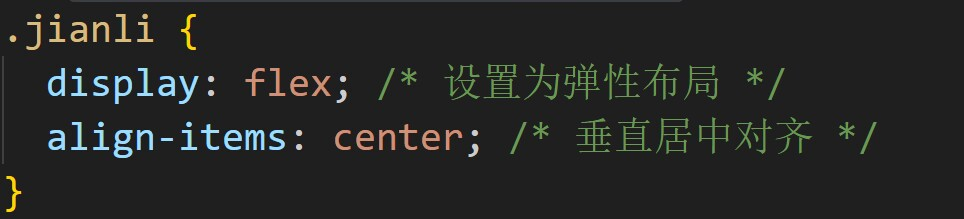 .jianli {
  display: flex; /* 设置为弹性布局 */
  align-items: center; /* 垂直居中对齐 */
}